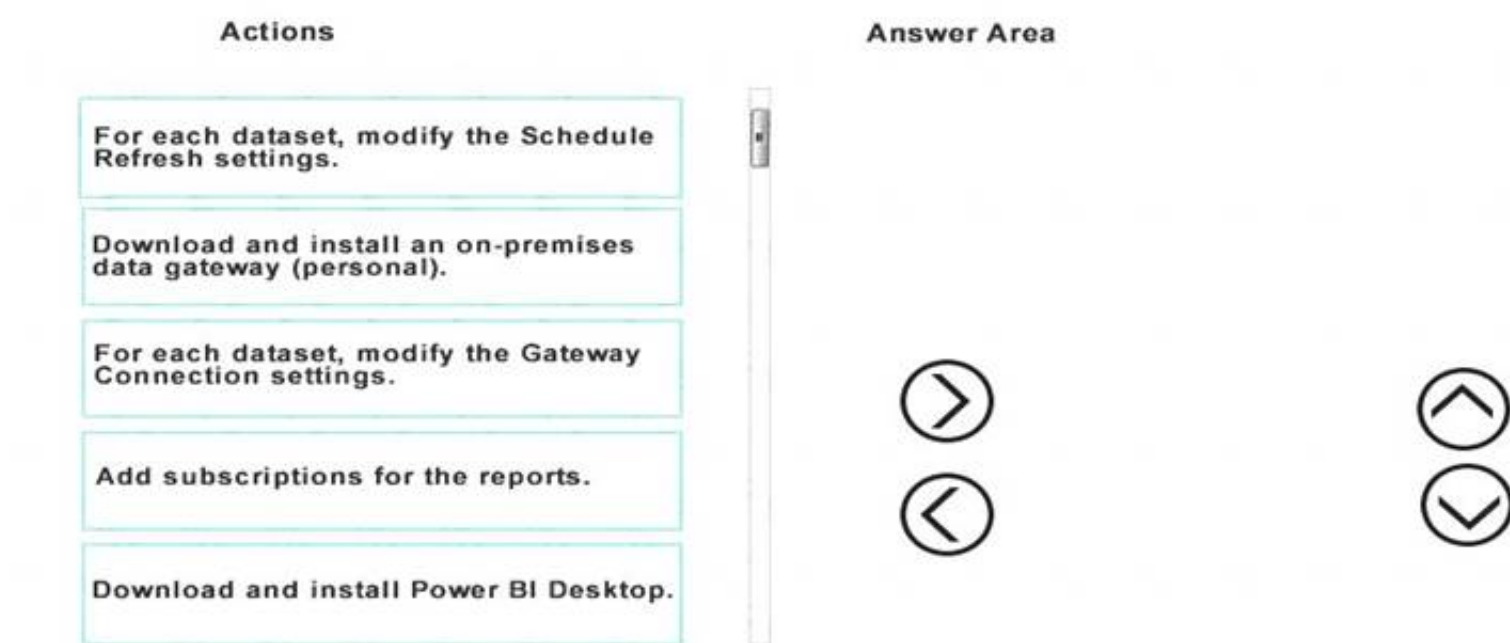 Actions
Answer Area
For each dataset, modify the Schedule
Refresh settings.
Download and install an on-premises
data gateway (personal).
For each dataset, modify the Gateway
Connection settings.
Add subscriptions for the reports.
Download and install Power BI Desktop.